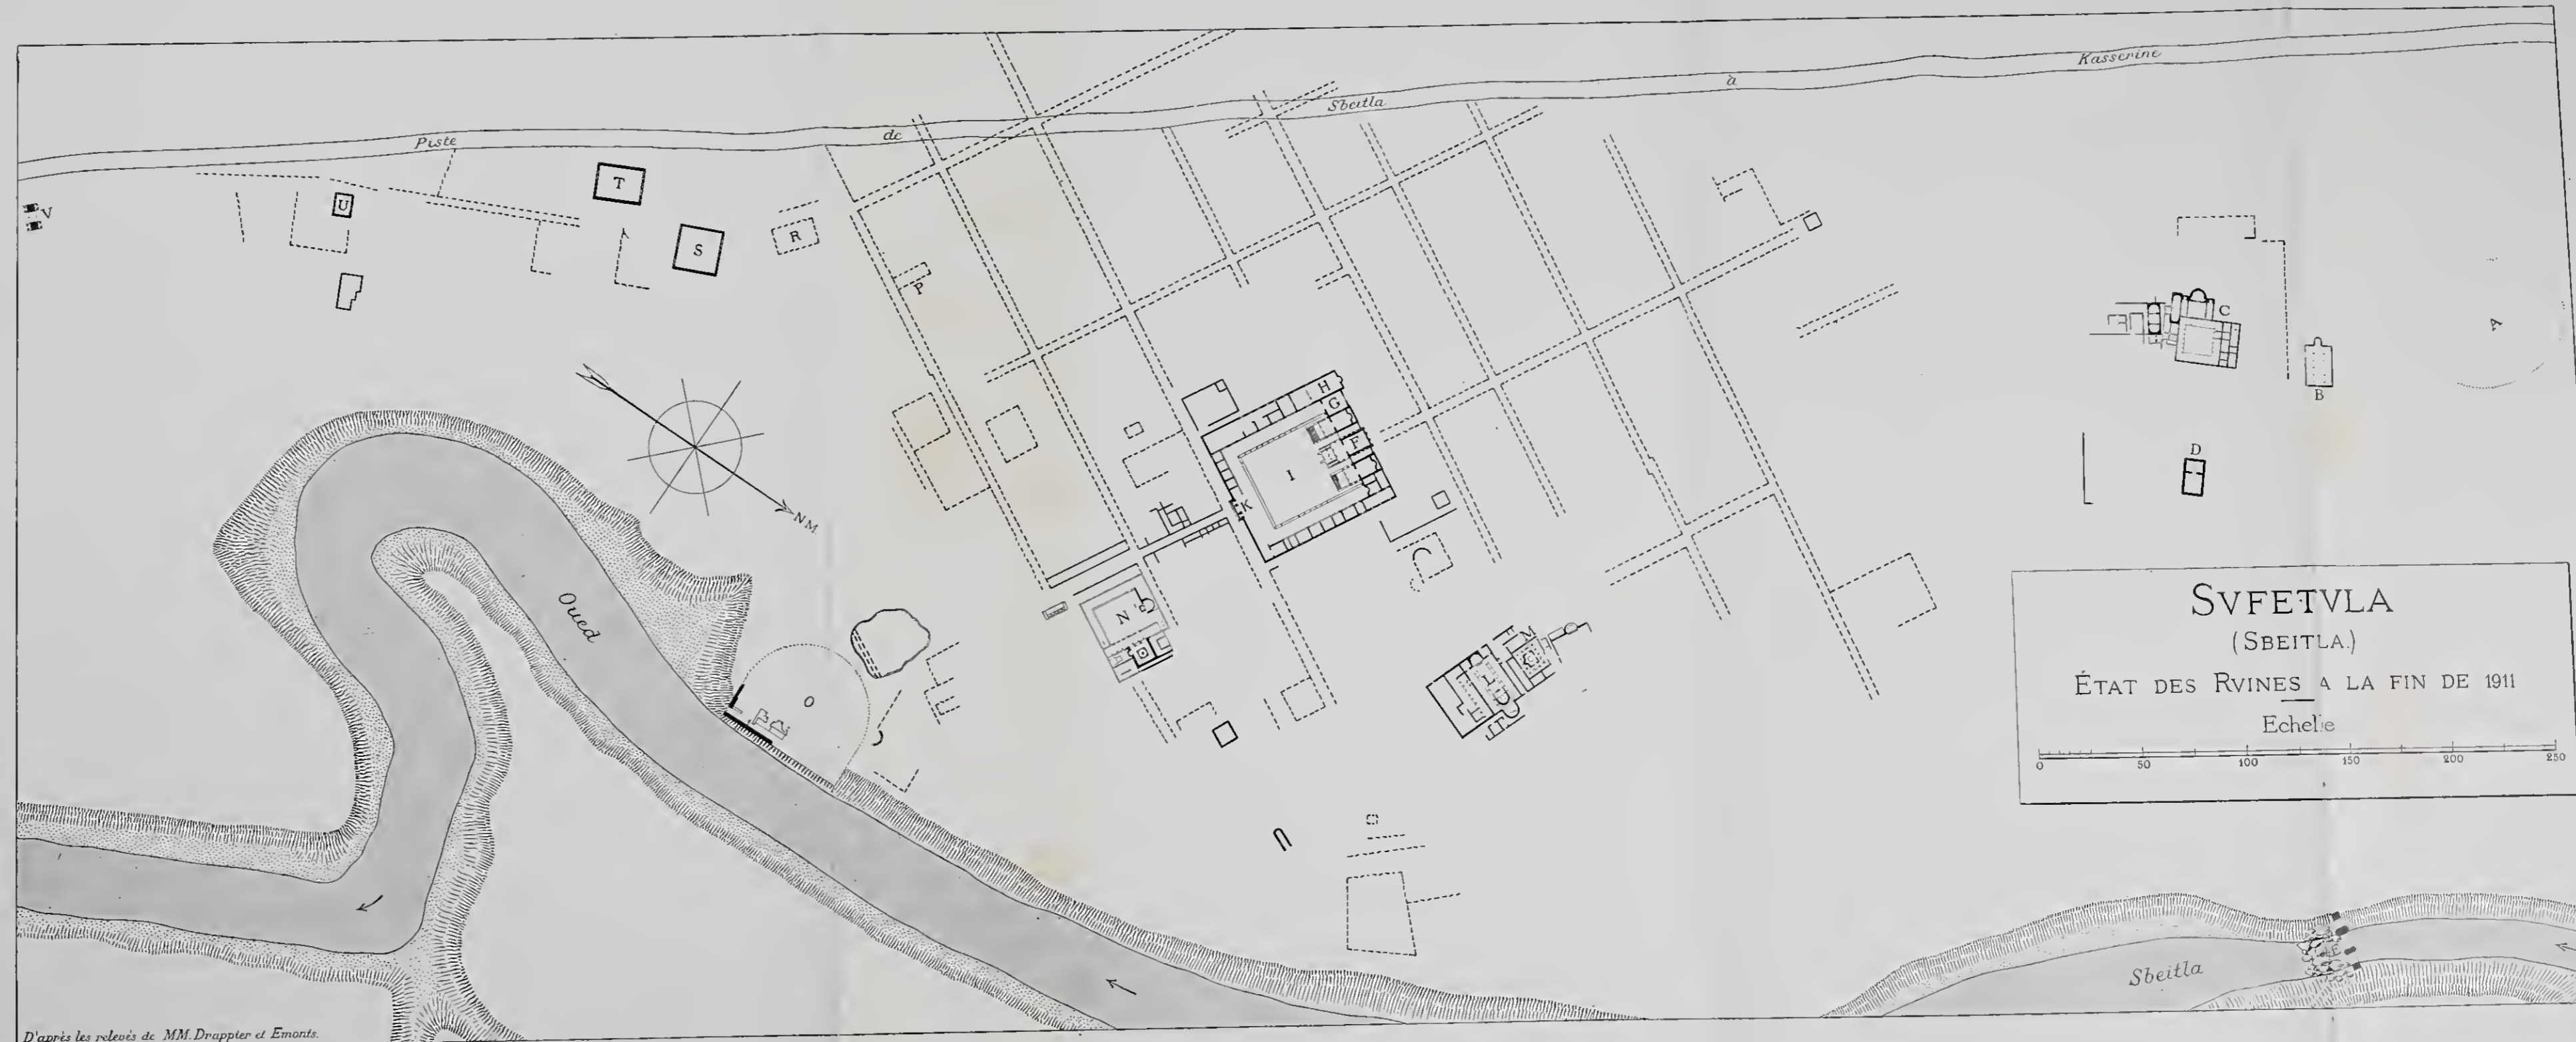 Piste de Sbeitla à Kasserine
V
U
T
S
R
P
A
C
B
D
H
G
F
I
K
NM
Oued
N
M
L
O
E
SVFETVLA
(SBEITLA.)
ÉTAT DES RVINES A LA FIN DE 1911
Echelle
0 50 100 150 200 250
Sbeitla
D'après les relevés de MM. Drappier et Emonts.